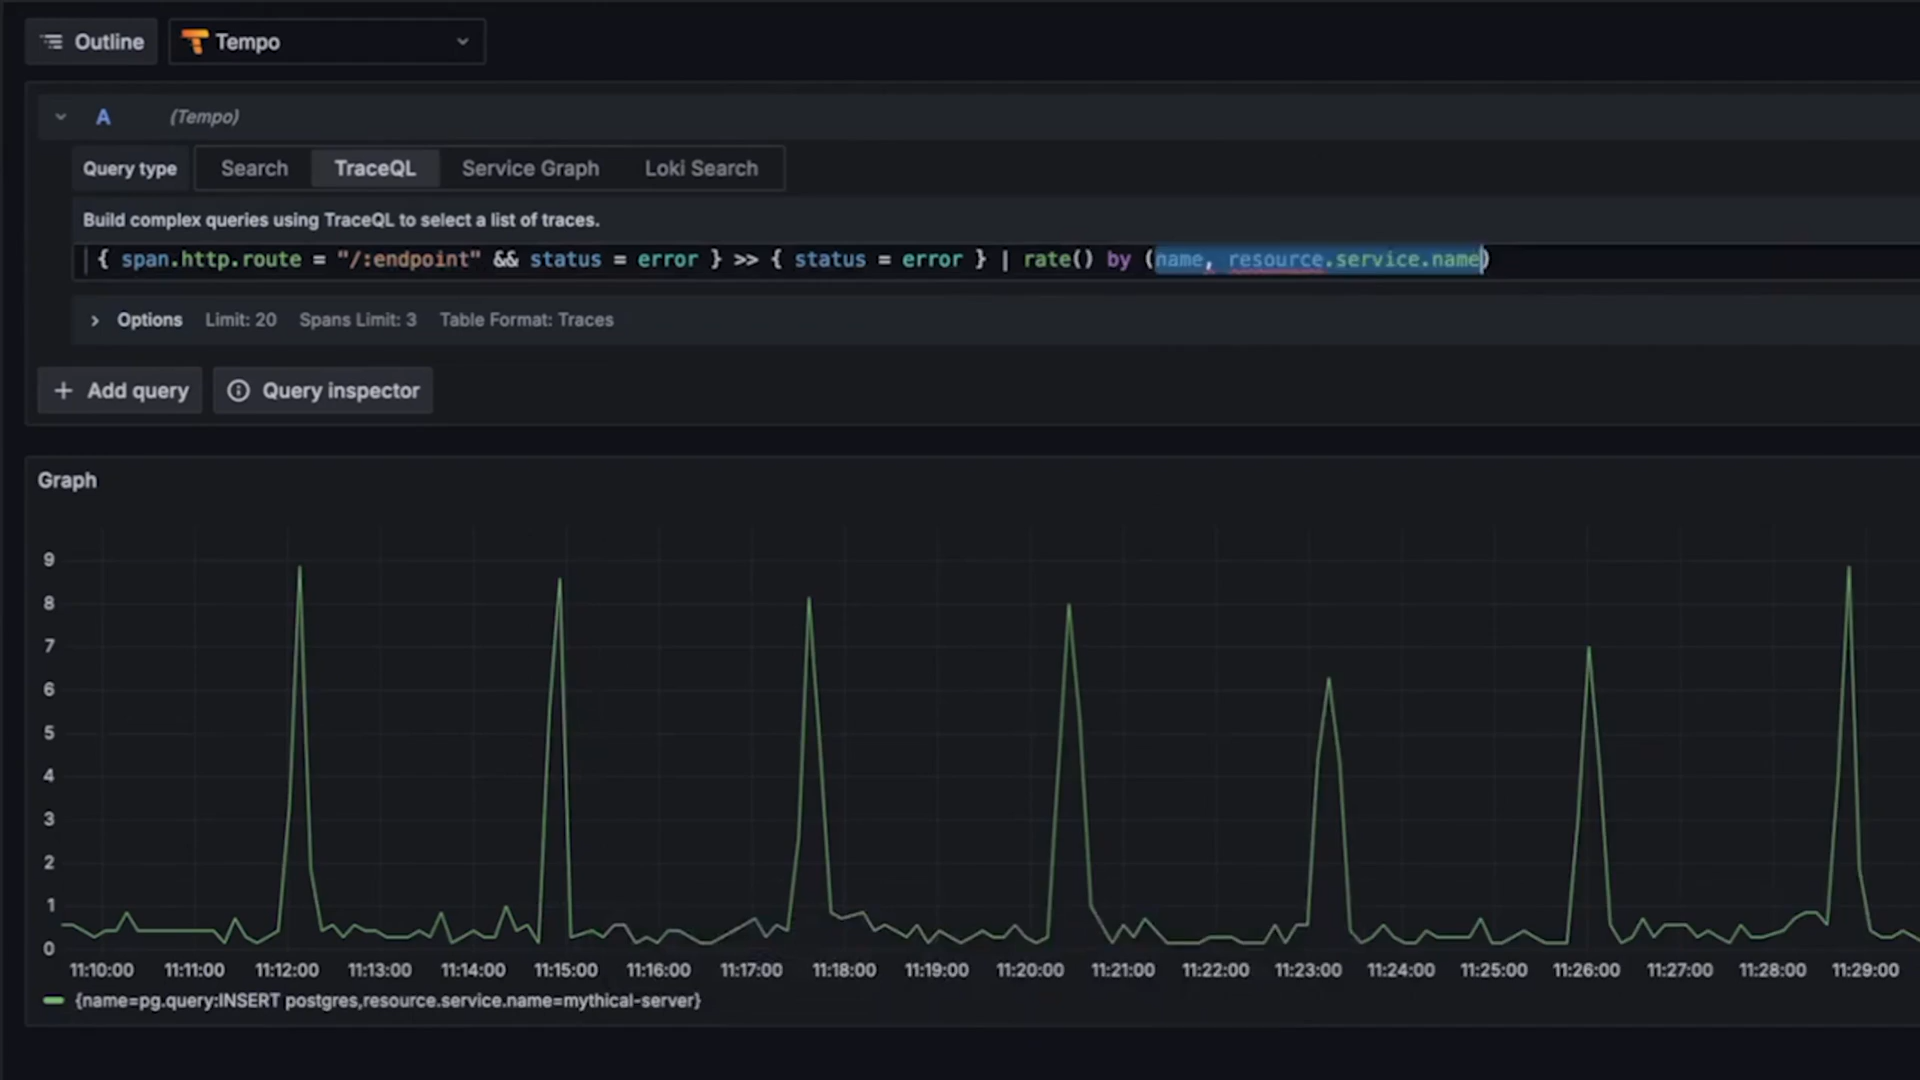 Outline Tempo
A (Tempo)
Query type Search TraceQL Service Graph Loki Search
Build complex queries using TraceQL to select a list of traces.
{ span.http.route = "/:endpoint" && status = error } >> { status = error } | rate() by (name, resource.service.name)
Options Limit: 20 Spans Limit: 3 Table Format: Traces
+ Add query Query inspector
Graph
9
8
7
6
5
4
3
2
1
0
11:10:00 11:11:00 11:12:00 11:13:00 11:14:00 11:15:00 11:16:00 11:17:00 11:18:00 11:19:00 11:20:00 11:21:00 11:22:00 11:23:00 11:24:00 11:25:00 11:26:00 11:27:00 11:28:00 11:29:00
{name=pg.query:INSERT postgres,resource.service.name=mythical-server}